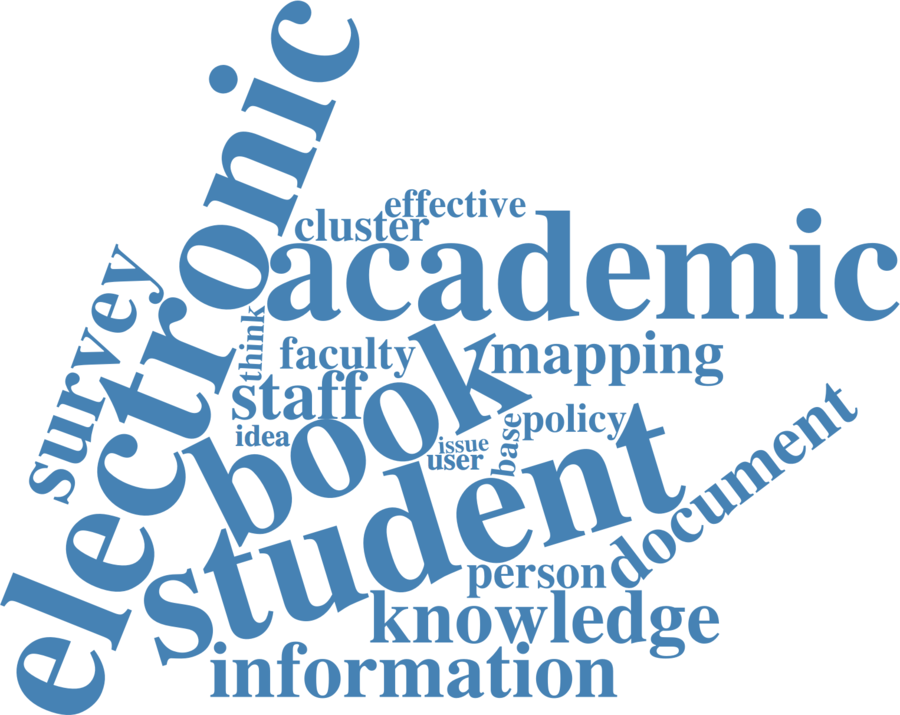 electronic
effective
cluster
academic
survey
think
faculty
mapping
staff
book
policy
idea
issue
user
base
student
document
person
knowledge
information